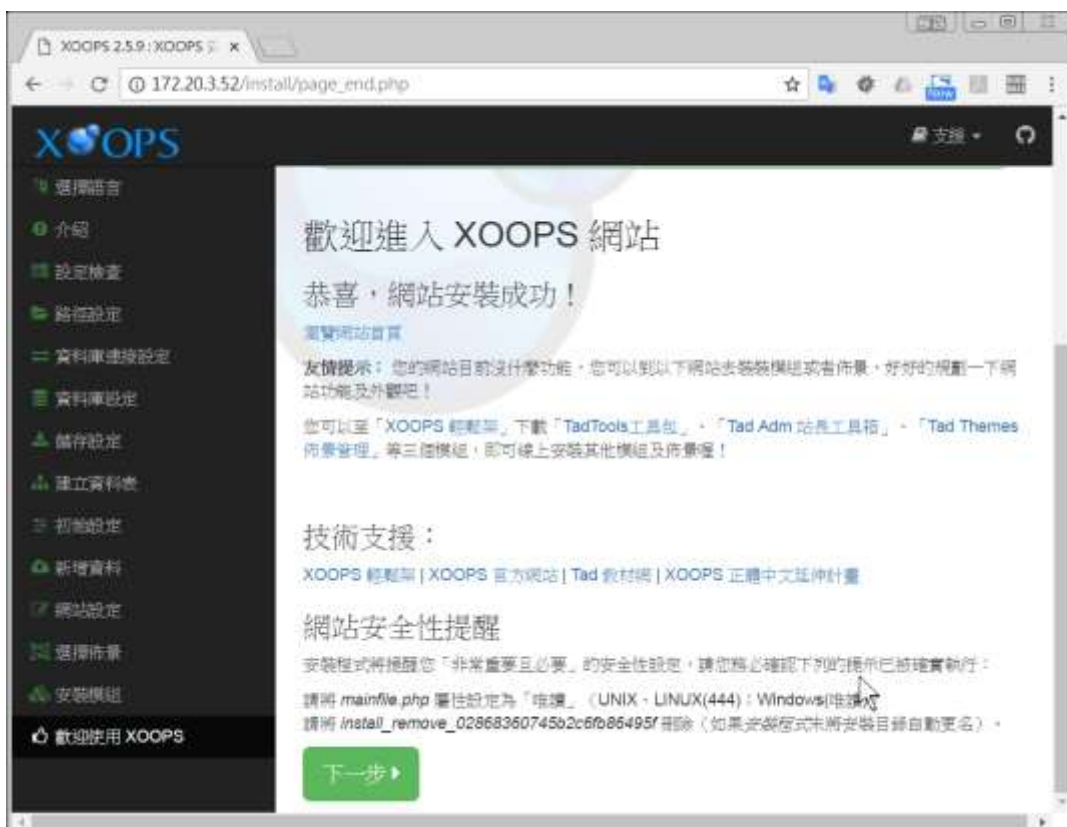 XOOPS 2.5.9 : XOOPS
172.20.3.52/install/page_end.php
New
XOOPS
支援
選擇語言
介紹
設定檢查
路徑設定
資料庫連接設定
資料庫設定
儲存設定
建立資料表
初始設定
新增資料
網站設定
選擇佈景
安裝模組
歡迎使用 XOOPS
歡迎進入 XOOPS 網站
恭喜,網站安裝成功!
瀏覽網站首頁
友情提示: 您的網站目前沒什麼功能,您可以到以下網站去裝裝模組或者佈景,好好的規劃一下網
站功能及外觀吧!
您可以至「XOOPS 輕鬆架」下載「TadTools工具包」、「Tad Adm 站長工具箱」、「Tad Themes
佈景管理」等三個模組,即可線上安裝其他模組及佈景喔!
技術支援:
XOOPS 輕鬆架 | XOOPS 官方網站 | Tad 教材網 | XOOPS 正體中文延伸計畫
網站安全性提醒
安裝程式將提醒您「非常重要且必要」的安全性設定,請您務必確認下列的提示已被確實執行:
請將 mainfile.php 屬性設定為「唯讀」(UNIX、LINUX(444);Windows(唯讀
請將 install_remove_02868360745b2c6fb86495f 刪除(如果安裝程式未將安裝目錄自動更名)。
下一步